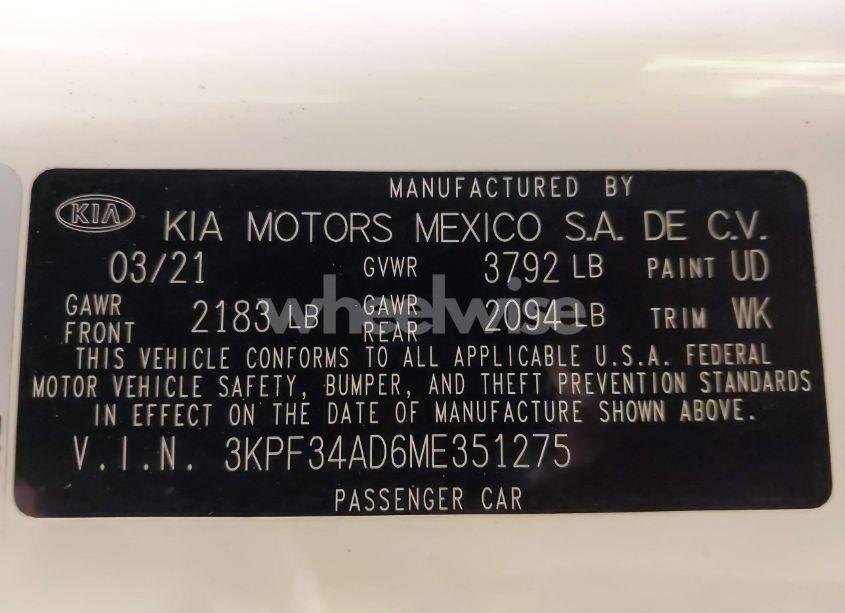 MANUFACTURED BY
KIA KIA MOTORS MEXICO S.A. DE C.V.
03/21 GVWR 3792 LB PAINT UD
GAWR FRONT 2183 LB GAWR REAR 2094 LB TRIM WK
THIS VEHICLE CONFORMS TO ALL APPLICABLE U.S.A. FEDERAL
MOTOR VEHICLE SAFETY, BUMPER, AND THEFT PREVENTION STANDARDS
IN EFFECT ON THE DATE OF MANUFACTURE SHOWN ABOVE.
V.I.N. 3KPF34AD6ME351275
PASSENGER CAR
wheelwise